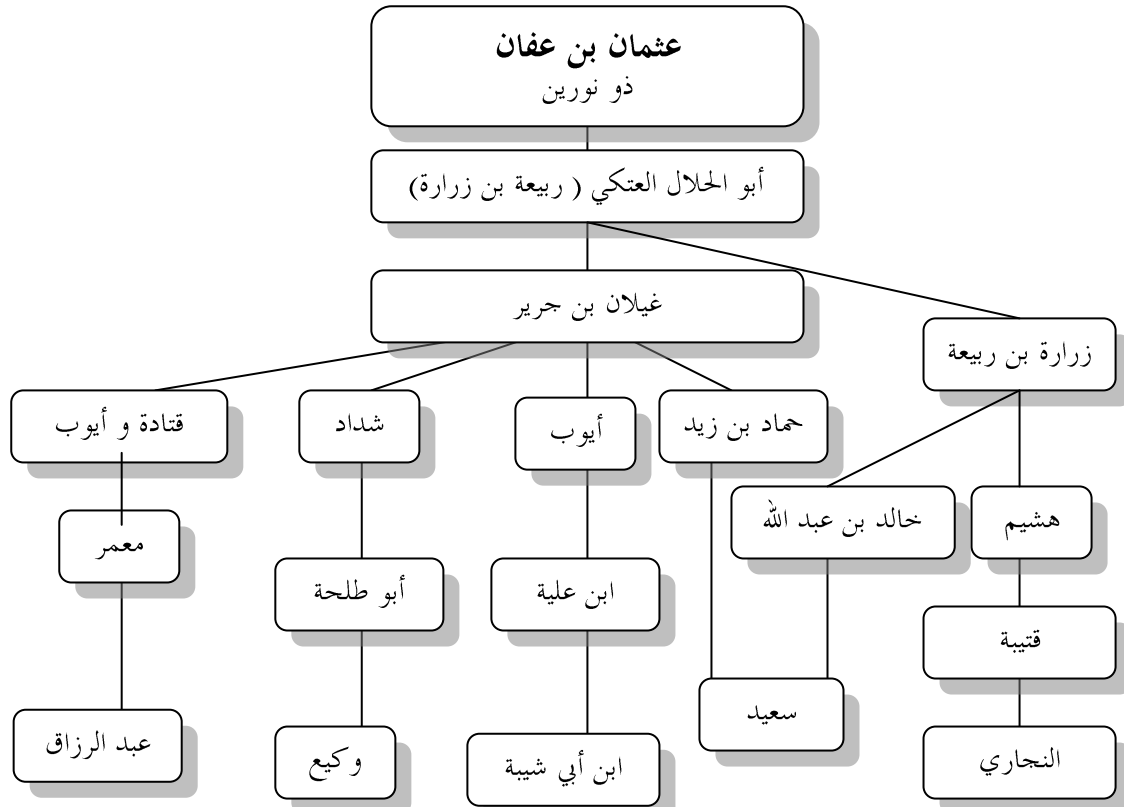 عثمان بن عفان
ذو نورين
أبو الحلال العتكي ( ربيعة بن زرارة)
غيلان بن جرير
زرارة بن ربيعة
حماد بن زيد
أيوب
شداد
قتادة و أيوب
هشيم
خالد بن عبد الله
معمر
ابن علية
أبو طلحة
قتيبة
سعيد
عبد الرزاق
النجاري
ابن أبي شيبة
وكيع